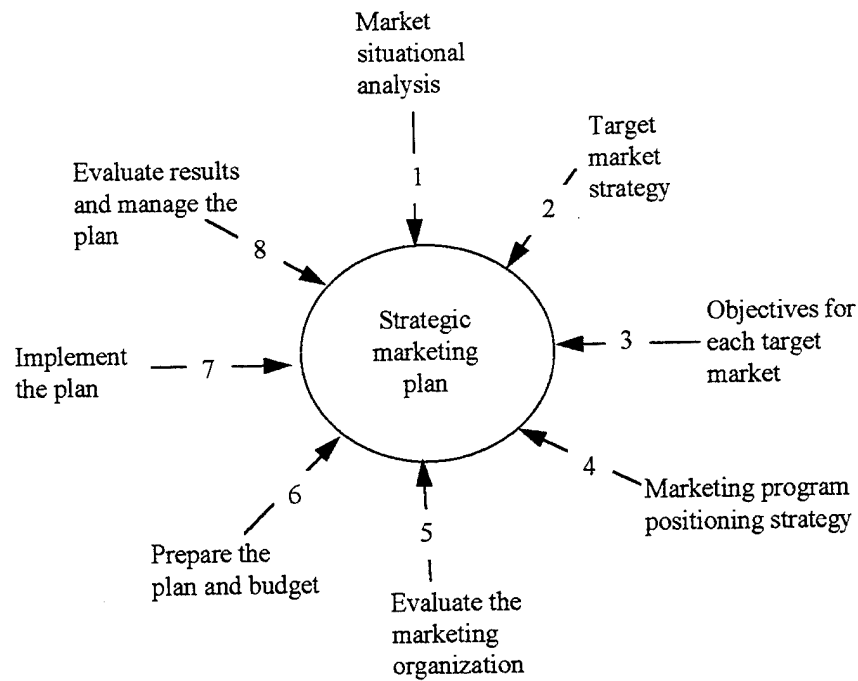 Market
situational
analysis
1
Target
market
strategy
2
Objectives for
each target
market
3
Marketing program
positioning strategy
4
Evaluate the
marketing
organization
5
Prepare the
plan and budget
6
Implement
the plan
7
Evaluate results
and manage the
plan
8
Strategic
marketing
plan